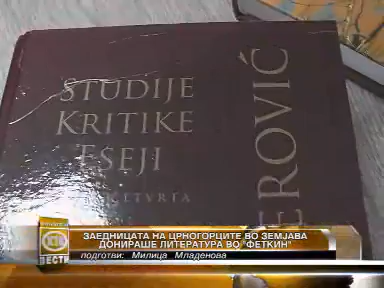 STUDIJE
KRITIKE
ESEJI
ČETVRTA
EROVIĆ
ЗАЕДНИЦАТА НА ЦРНОГОРЦИТЕ ВО ЗЕМЈАВА
ДОНИРАШЕ ЛИТЕРАТУРА ВО "ФЕТКИН"
подготви: Милица Младенова
ВЕСТИ